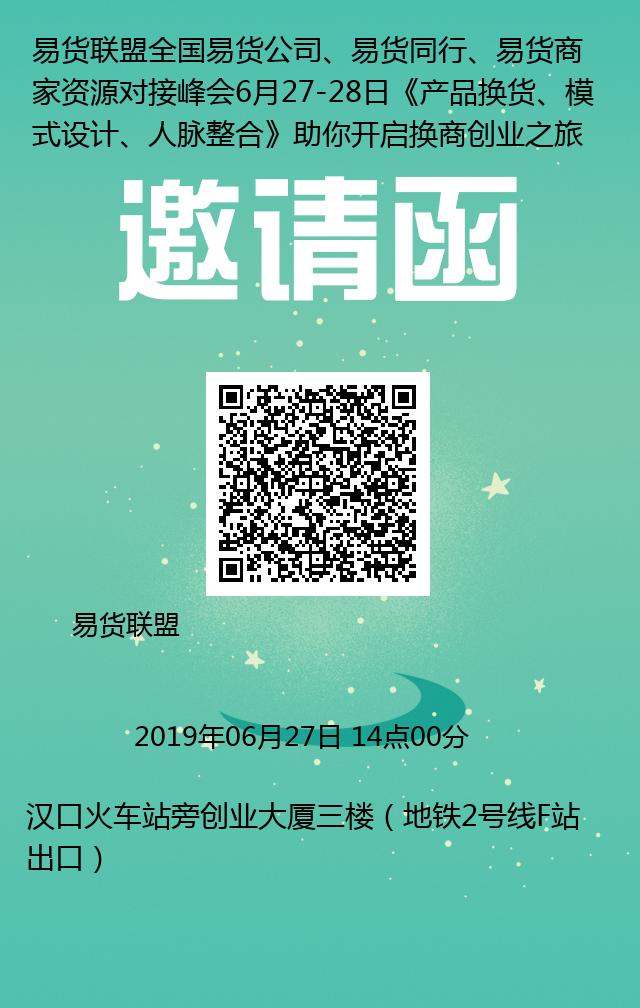 易货联盟全国易货公司、易货同行、易货商
家资源对接峰会6月27-28日《产品换货、模
式设计、人脉整合》助你开启换商创业之旅
邀请函
易货联盟
2019年06月27日 14点00分
汉口火车站旁创业大厦三楼（地铁2号线F站
出口）